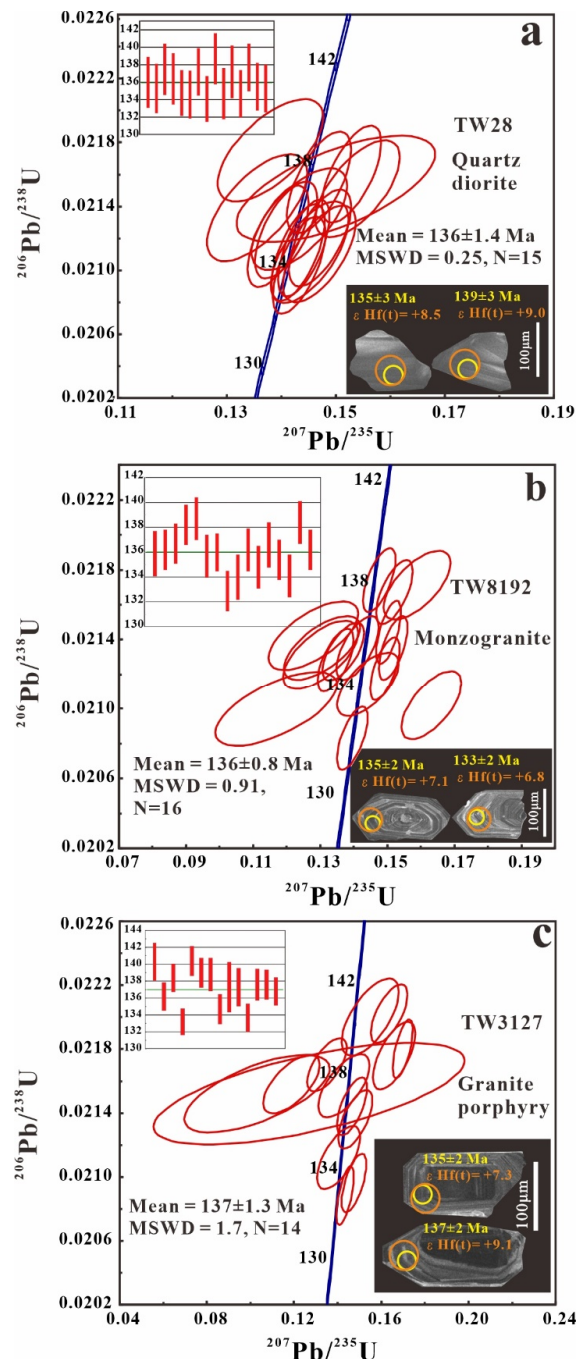 a
0.0226
0.0222
0.0218
0.0214
0.0210
0.0206
0.0202
²⁰⁶Pb/²³⁸U
142
140
138
136
134
132
130
142
138
134
130
TW28
Quartz
diorite
Mean = 136±1.4 Ma
MSWD = 0.25, N=15
135±3 Ma
ε Hf(t)= +8.5
139±3 Ma
ε Hf(t)= +9.0
100μm
0.11
0.13
0.15
0.17
0.19
²⁰⁷Pb/²³⁵U
b
0.0222
0.0218
0.0214
0.0210
0.0206
0.0202
²⁰⁶Pb/²³⁸U
142
140
138
136
134
132
130
142
138
134
130
TW8192
Monzogranite
Mean = 136±0.8 Ma
MSWD = 0.91,
N=16
135±2 Ma
ε Hf(t)= +7.1
133±2 Ma
ε Hf(t)= +6.8
100μm
0.07
0.09
0.11
0.13
0.15
0.17
0.19
²⁰⁷Pb/²³⁵U
c
0.0226
0.0222
0.0218
0.0214
0.0210
0.0206
0.0202
²⁰⁶Pb/²³⁸U
144
142
140
138
136
134
132
130
142
138
134
130
TW3127
Granite
porphyry
Mean = 137±1.3 Ma
MSWD = 1.7, N=14
135±2 Ma
ε Hf(t)= +7.3
137±2 Ma
ε Hf(t)= +9.1
100μm
0.04
0.08
0.12
0.16
0.20
0.24
²⁰⁷Pb/²³⁵U